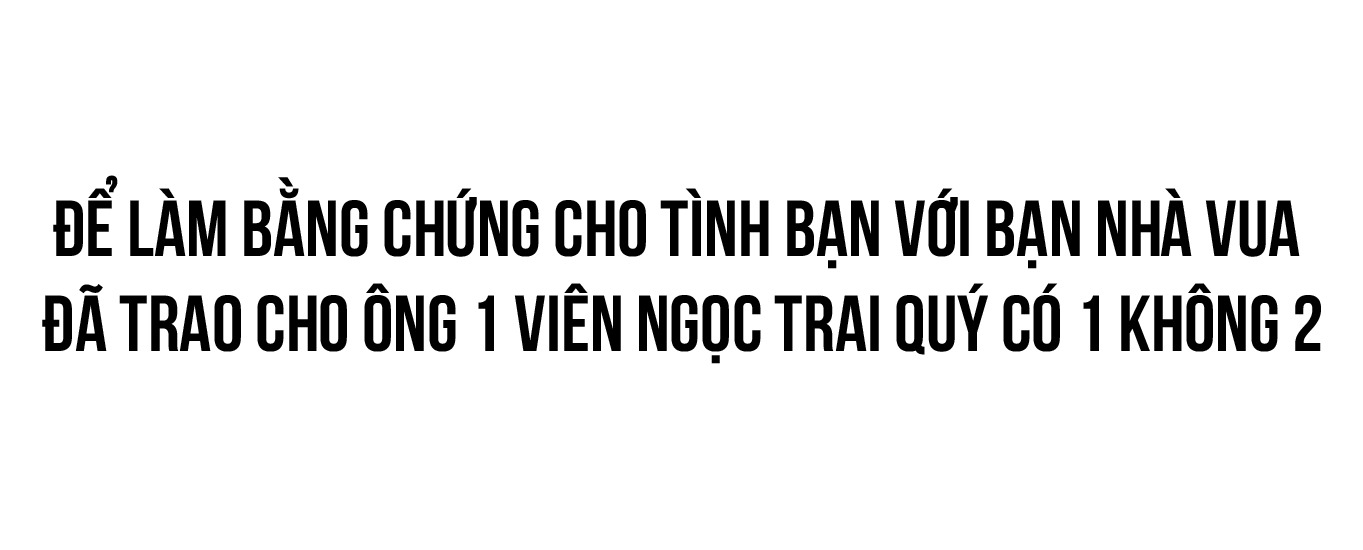 ĐỂ LÀM BẰNG CHỨNG CHO TÌNH BẠN VỚI BẠN NHÀ VUA
ĐÃ TRAO CHO ÔNG 1 VIÊN NGỌC TRAI QUÝ CÓ 1 KHÔNG 2